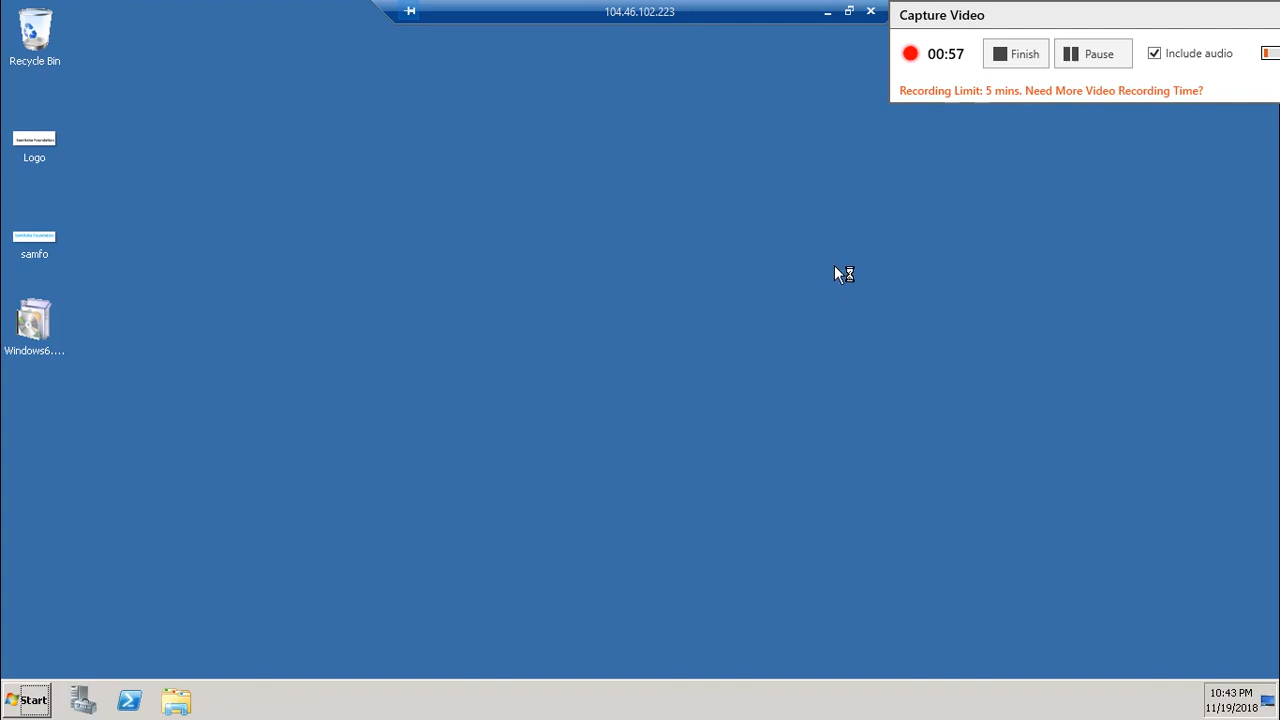 104.46.102.223
Capture Video
00:57
Finish
Pause
Include audio
Recording Limit: 5 mins. Need More Video Recording Time?
Recycle Bin
Logo
samfo
Windows6....
Start
10:43 PM
11/19/2018